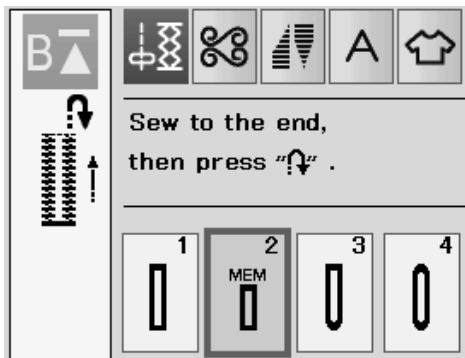 B
A
Sew to the end,
then press "↷" .
1
2
3
4
MEM